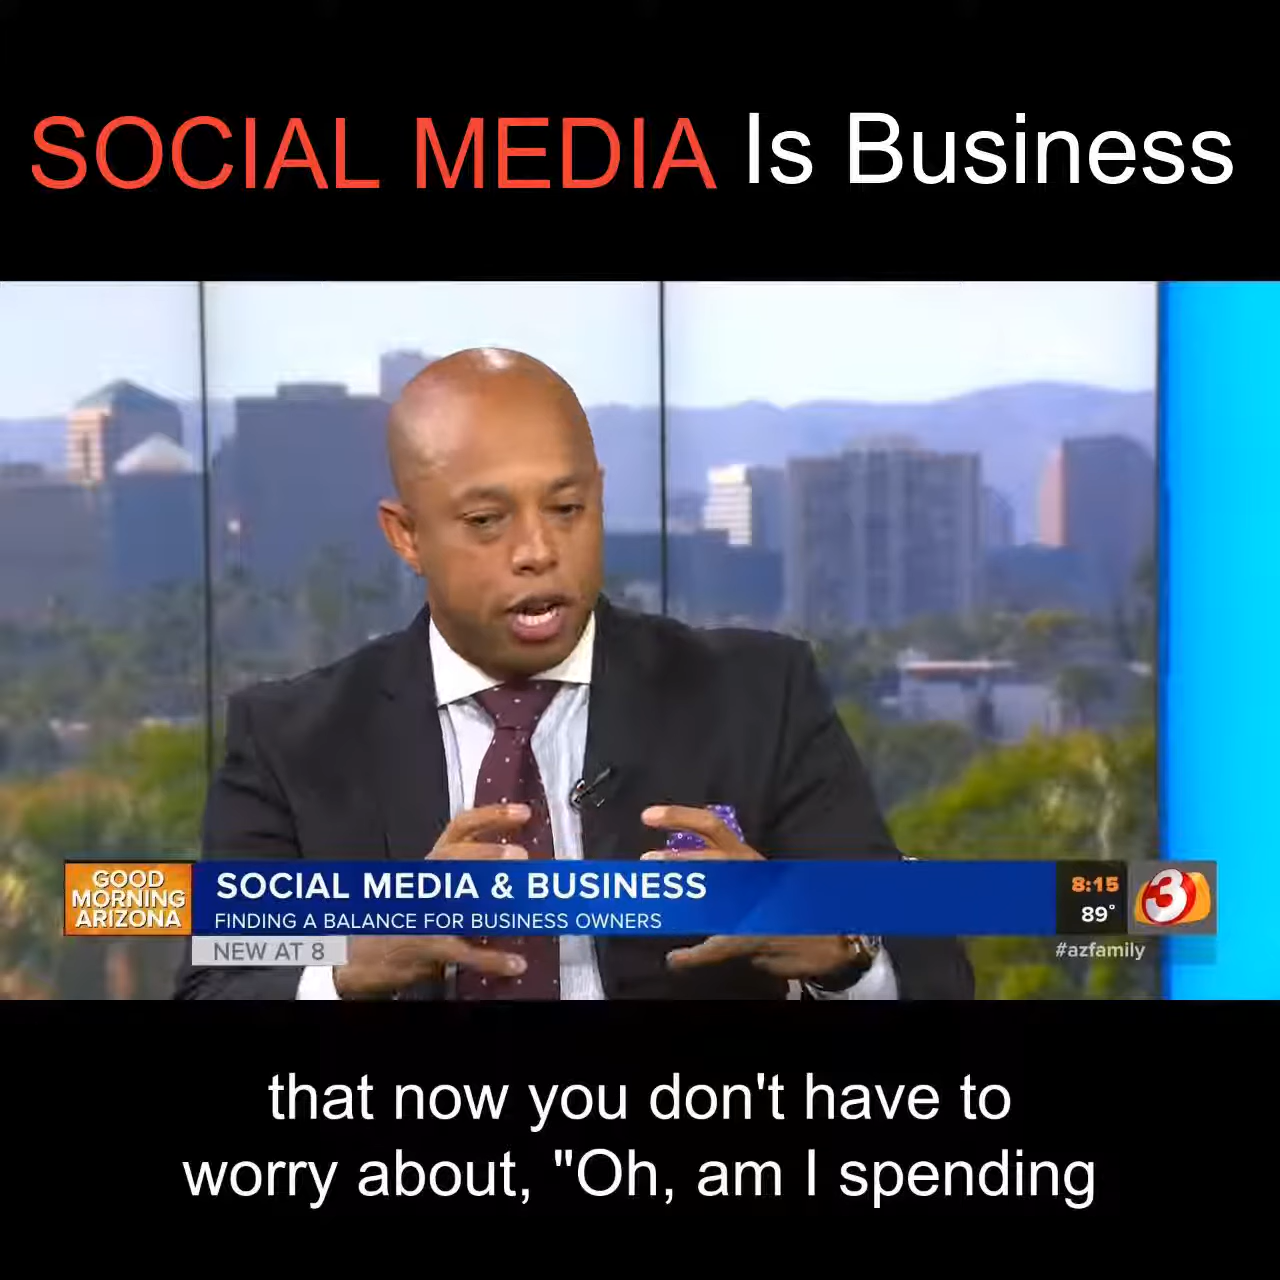 SOCIAL MEDIA Is Business
GOOD
MORNING
ARIZONA
SOCIAL MEDIA & BUSINESS
FINDING A BALANCE FOR BUSINESS OWNERS
NEW AT 8
8:15
89°
3
#azfamily
that now you don't have to
worry about, "Oh, am I spending